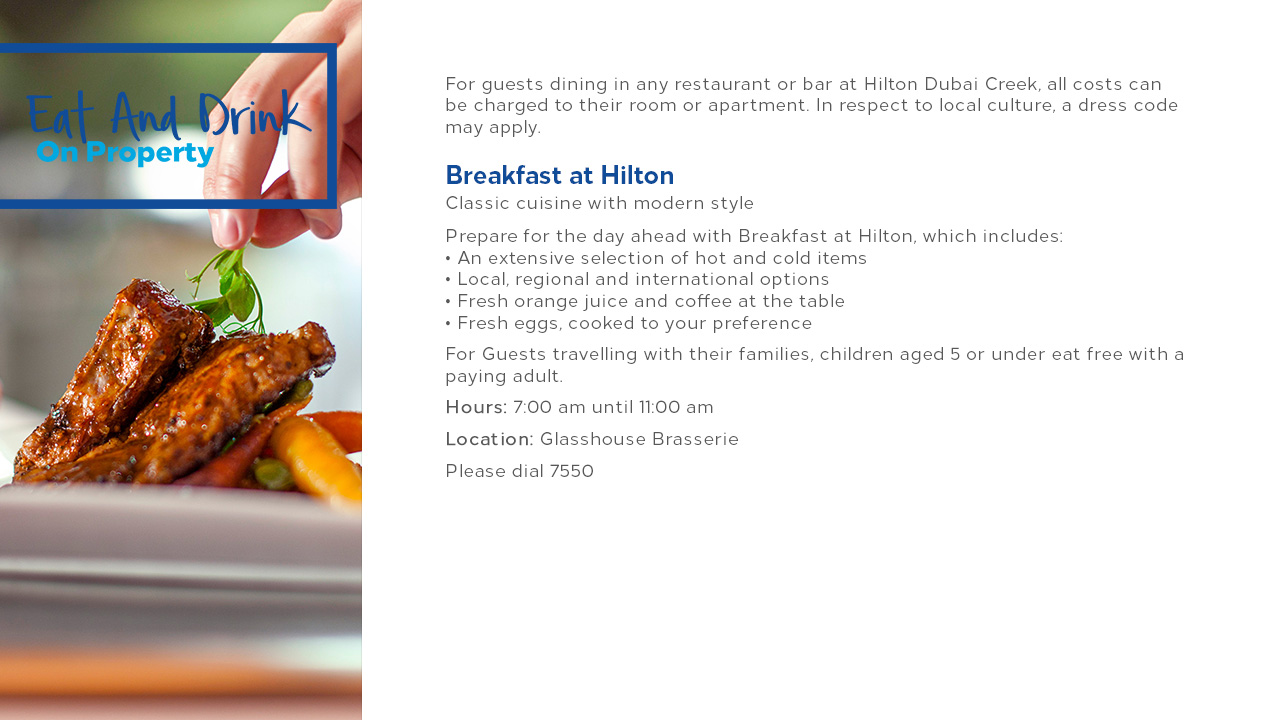 Eat And Drink
On Property
For guests dining in any restaurant or bar at Hilton Dubai Creek, all costs can
be charged to their room or apartment. In respect to local culture, a dress code
may apply.
Breakfast at Hilton
Classic cuisine with modern style
Prepare for the day ahead with Breakfast at Hilton, which includes:
• An extensive selection of hot and cold items
• Local, regional and international options
• Fresh orange juice and coffee at the table
• Fresh eggs, cooked to your preference
For Guests travelling with their families, children aged 5 or under eat free with a
paying adult.
Hours: 7:00 am until 11:00 am
Location: Glasshouse Brasserie
Please dial 7550